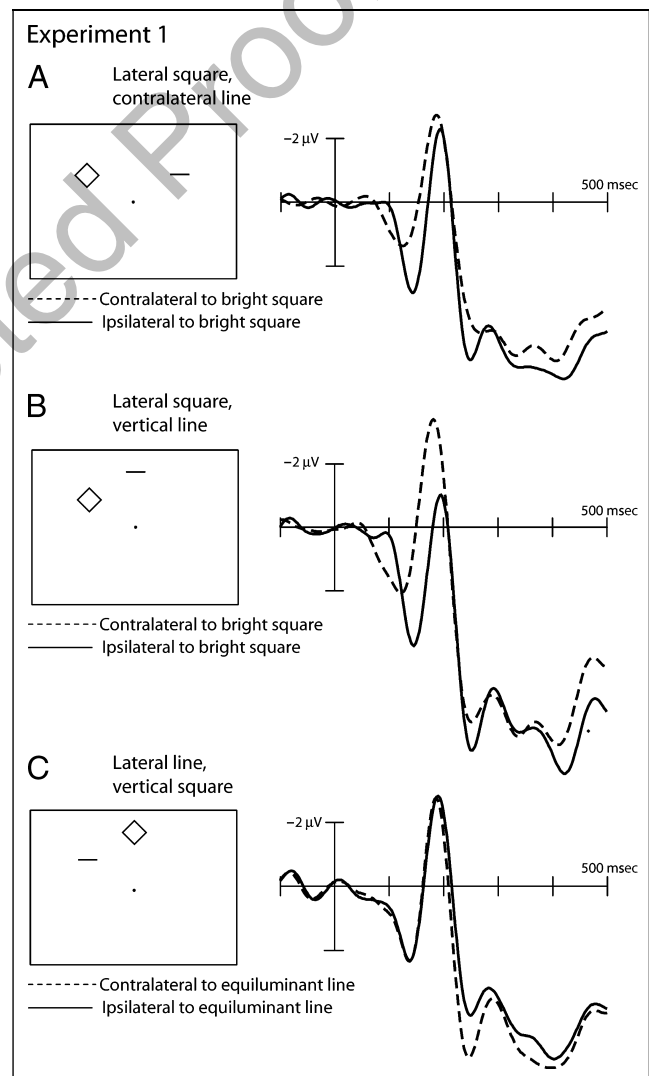 Experiment 1
A
Lateral square,
contralateral line
−2 µV
500 msec
Contralateral to bright square
Ipsilateral to bright square
B
Lateral square,
vertical line
−2 µV
500 msec
Contralateral to bright square
Ipsilateral to bright square
C
Lateral line,
vertical square
−2 µV
500 msec
Contralateral to equiluminant line
Ipsilateral to equiluminant line
ted Proo